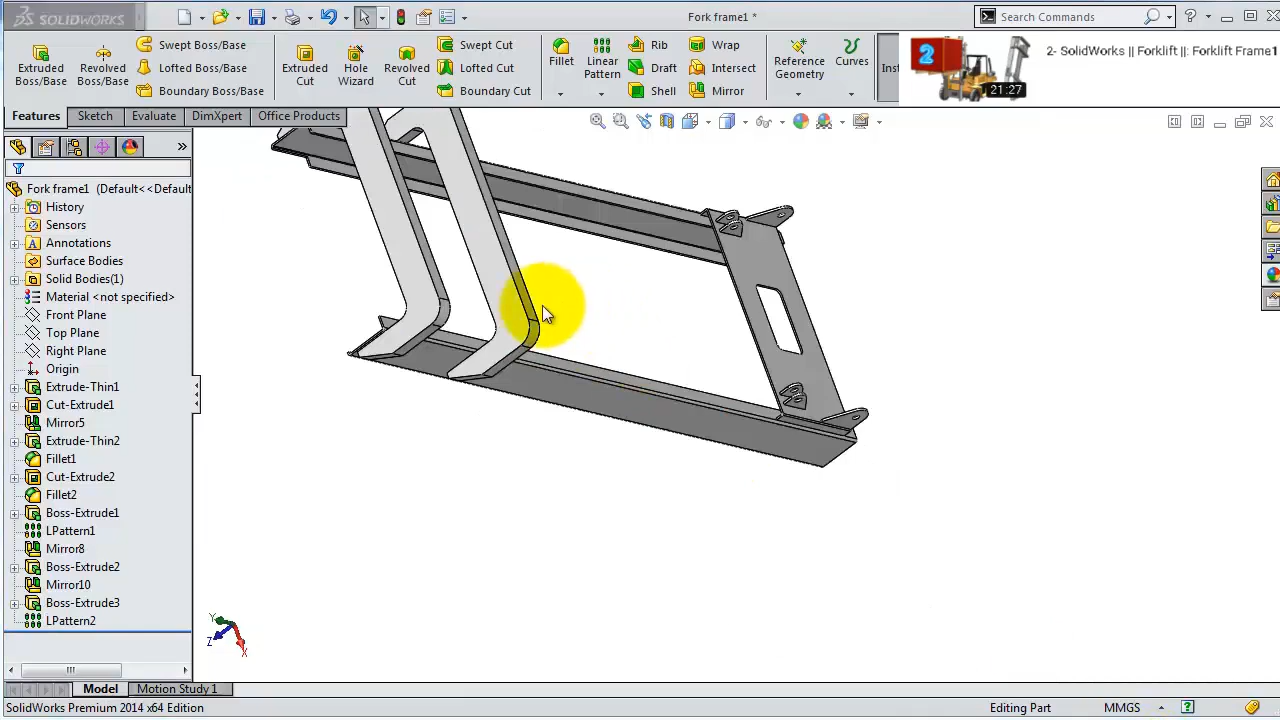 SOLIDWORKS
Fork frame1 *
Search Commands
2- SolidWorks || Forklift ||: Forklift Frame1
2
21:27
Extruded Boss/Base
Revolved Boss/Base
Swept Boss/Base
Lofted Boss/Base
Boundary Boss/Base
Extruded Cut
Hole Wizard
Revolved Cut
Swept Cut
Lofted Cut
Boundary Cut
Fillet
Linear Pattern
Rib
Draft
Shell
Wrap
Intersect
Mirror
Reference Geometry
Curves
Inst
Features
Sketch
Evaluate
DimXpert
Office Products
Fork frame1 (Default<<Default
History
Sensors
Annotations
Surface Bodies
Solid Bodies(1)
Material <not specified>
Front Plane
Top Plane
Right Plane
Origin
Extrude-Thin1
Cut-Extrude1
Mirror5
Extrude-Thin2
Fillet1
Cut-Extrude2
Fillet2
Boss-Extrude1
LPattern1
Mirror8
Boss-Extrude2
Mirror10
Boss-Extrude3
LPattern2
Y
Z
X
Model
Motion Study 1
SolidWorks Premium 2014 x64 Edition
Editing Part
MMGS